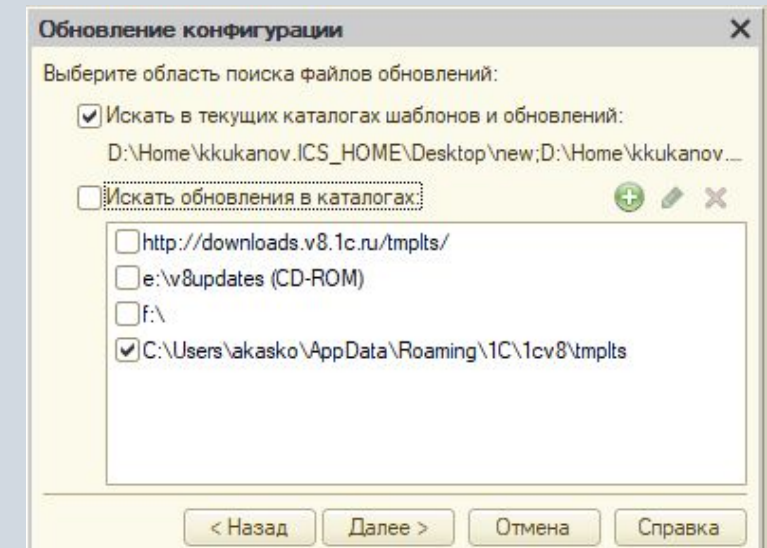 Обновление конфигурации
Выберите область поиска файлов обновлений:
Искать в текущих каталогах шаблонов и обновлений:
D:\Home\kkukanov.ICS_HOME\Desktop\new;D:\Home\kkukanov....
Искать обновления в каталогах:
http://downloads.v8.1c.ru/tmplts/
e:\v8updates (CD-ROM)
f:\
C:\Users\akasko\AppData\Roaming\1C\1cv8\tmplts
< Назад Далее > Отмена Справка